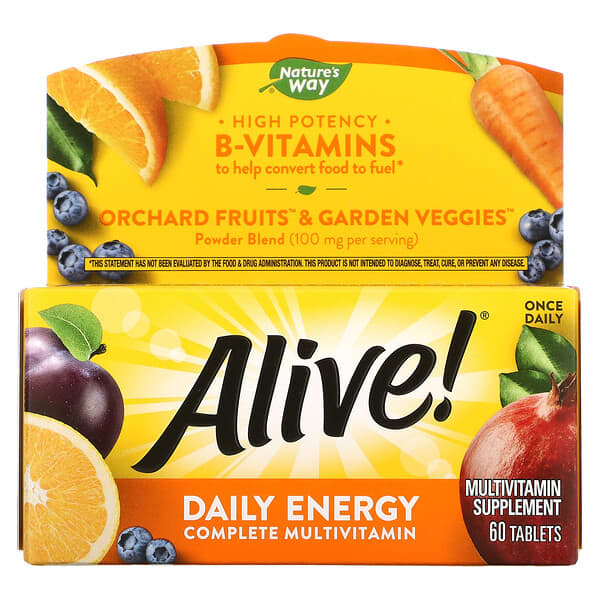 Nature's
WAY
• HIGH POTENCY •
B-VITAMINS
to help convert food to fuel*
ORCHARD FRUITS™ & GARDEN VEGGIES™
Powder Blend (100 mg per serving)
*THIS STATEMENT HAS NOT BEEN EVALUATED BY THE FOOD & DRUG ADMINISTRATION. THIS PRODUCT IS NOT INTENDED TO DIAGNOSE, TREAT, CURE, OR PREVENT ANY DISEASE.
ONCE
DAILY
Alive!®
DAILY ENERGY
COMPLETE MULTIVITAMIN
MULTIVITAMIN
SUPPLEMENT
60 TABLETS